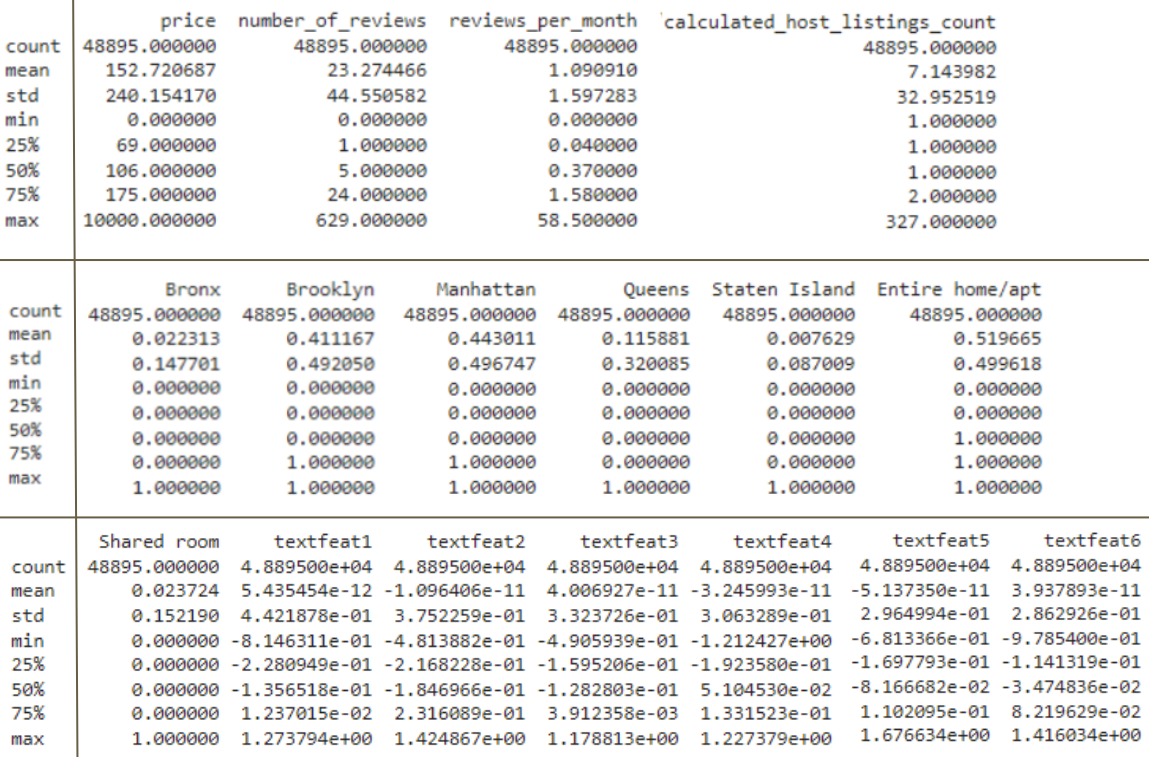 price number_of_reviews reviews_per_month 'calculated_host_listings_count
count 48895.000000 48895.000000 48895.000000 48895.000000
mean 152.720687 23.274466 1.090910 7.143982
std 240.154170 44.550582 1.597283 32.952519
min 0.000000 0.000000 0.000000 1.000000
25% 69.000000 1.000000 0.040000 1.000000
50% 106.000000 5.000000 0.370000 1.000000
75% 175.000000 24.000000 1.580000 2.000000
max 10000.000000 629.000000 58.500000 327.000000
Bronx Brooklyn Manhattan Queens Staten Island Entire home/apt
count 48895.000000 48895.000000 48895.000000 48895.000000 48895.000000 48895.000000
mean 0.022313 0.411167 0.443011 0.115881 0.007629 0.519665
std 0.147701 0.492050 0.496747 0.320085 0.087009 0.499618
min 0.000000 0.000000 0.000000 0.000000 0.000000 0.000000
25% 0.000000 0.000000 0.000000 0.000000 0.000000 0.000000
50% 0.000000 0.000000 0.000000 0.000000 0.000000 1.000000
75% 0.000000 1.000000 1.000000 0.000000 0.000000 1.000000
max 1.000000 1.000000 1.000000 1.000000 1.000000 1.000000
Shared room textfeat1 textfeat2 textfeat3 textfeat4 textfeat5 textfeat6
count 48895.000000 4.889500e+04 4.889500e+04 4.889500e+04 4.889500e+04 4.889500e+04 4.889500e+04
mean 0.023724 5.435454e-12 -1.096406e-11 4.006927e-11 -3.245993e-11 -5.137350e-11 3.937893e-11
std 0.152190 4.421878e-01 3.752259e-01 3.323726e-01 3.063289e-01 2.964994e-01 2.862926e-01
min 0.000000 -8.146311e-01 -4.813882e-01 -4.905939e-01 -1.212427e+00 -6.813366e-01 -9.785400e-01
25% 0.000000 -2.280949e-01 -2.168228e-01 -1.595206e-01 -1.923580e-01 -1.697793e-01 -1.141319e-01
50% 0.000000 -1.356518e-01 -1.846966e-01 -1.282803e-01 5.104530e-02 -8.166682e-02 -3.474836e-02
75% 0.000000 1.237015e-02 2.316089e-01 3.912358e-03 1.331523e-01 1.102095e-01 8.219629e-02
max 1.000000 1.273794e+00 1.424867e+00 1.178813e+00 1.227379e+00 1.676634e+00 1.416034e+00